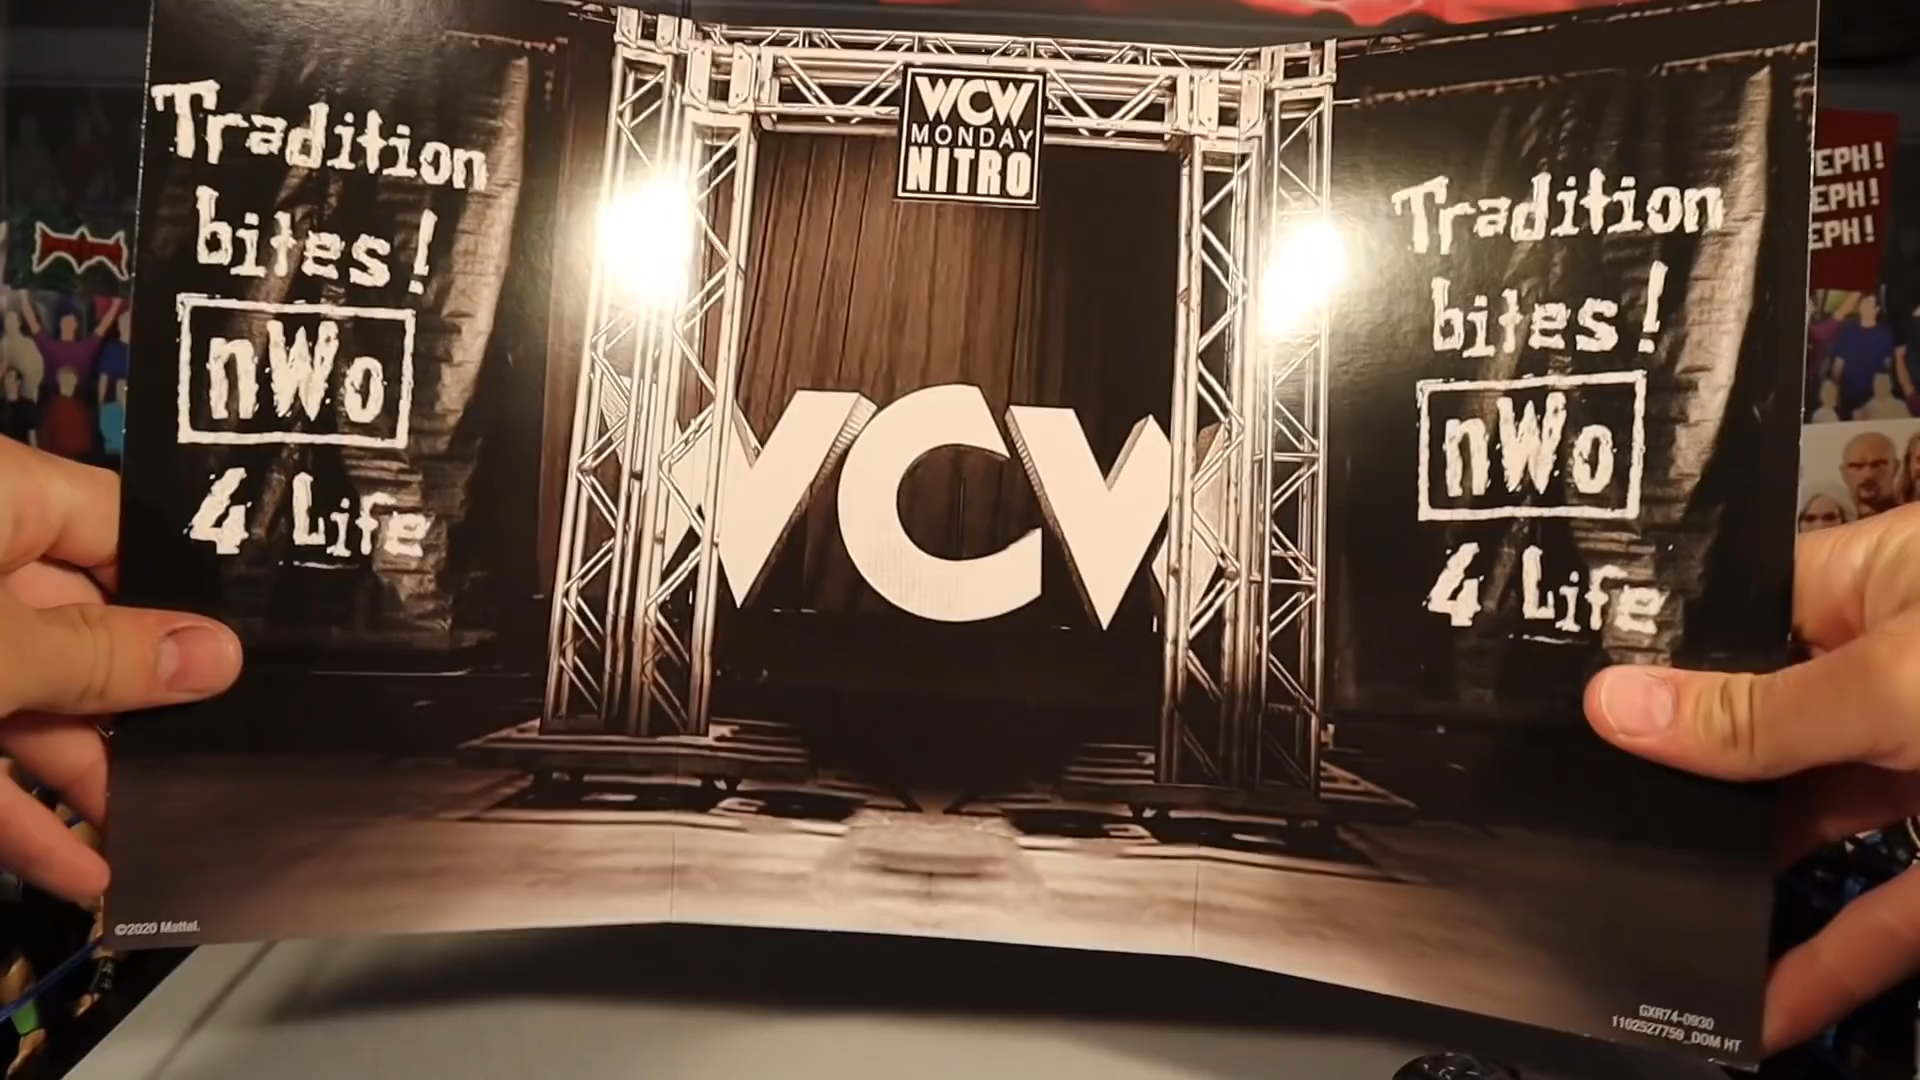 Tradition
bites!
nWo
4 Life
WCW
MONDAY
NITRO
WCW
Tradition
bites!
nWo
4 Life
EPH!
EPH!
EPH!
©2020 Mattel.
GXR74-0930
1102527759_DOM HT